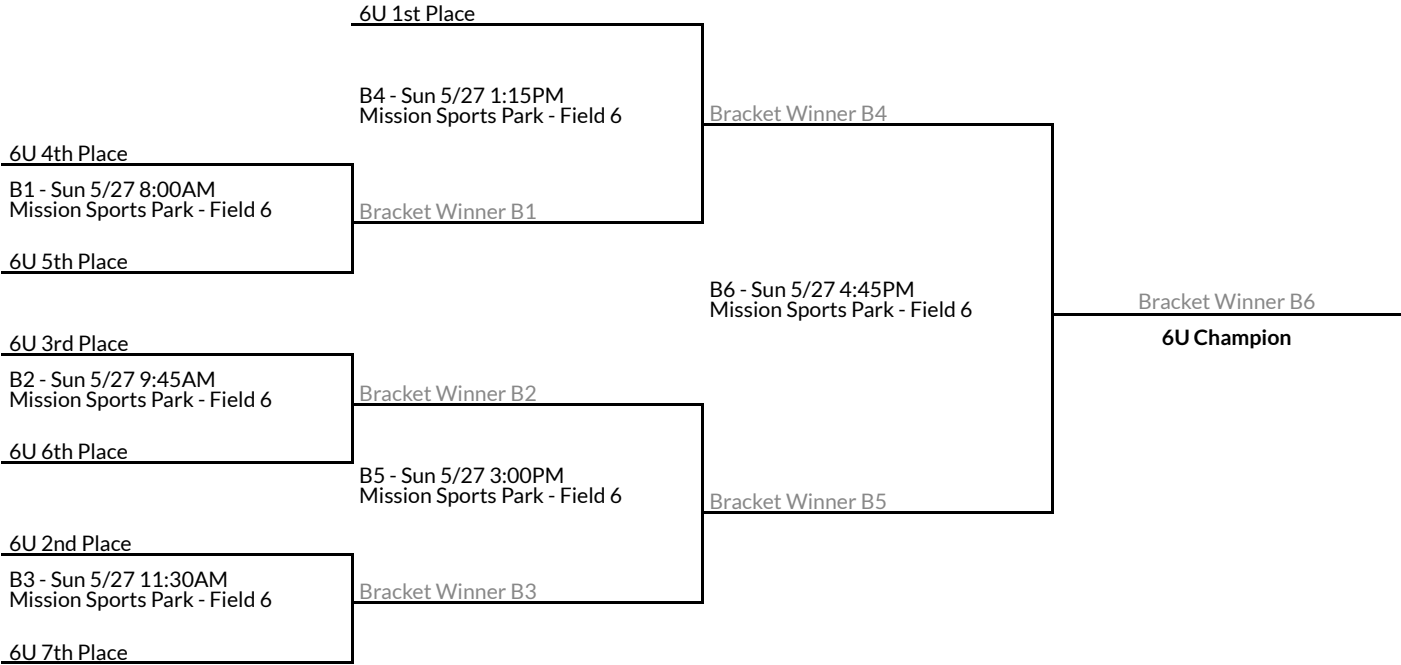 6U 1st Place
B4 - Sun 5/27 1:15PM
Mission Sports Park - Field 6
Bracket Winner B4
6U 4th Place
B1 - Sun 5/27 8:00AM
Mission Sports Park - Field 6
Bracket Winner B1
6U 5th Place
B6 - Sun 5/27 4:45PM
Mission Sports Park - Field 6
Bracket Winner B6
6U Champion
6U 3rd Place
B2 - Sun 5/27 9:45AM
Mission Sports Park - Field 6
Bracket Winner B2
6U 6th Place
B5 - Sun 5/27 3:00PM
Mission Sports Park - Field 6
Bracket Winner B5
6U 2nd Place
B3 - Sun 5/27 11:30AM
Mission Sports Park - Field 6
Bracket Winner B3
6U 7th Place